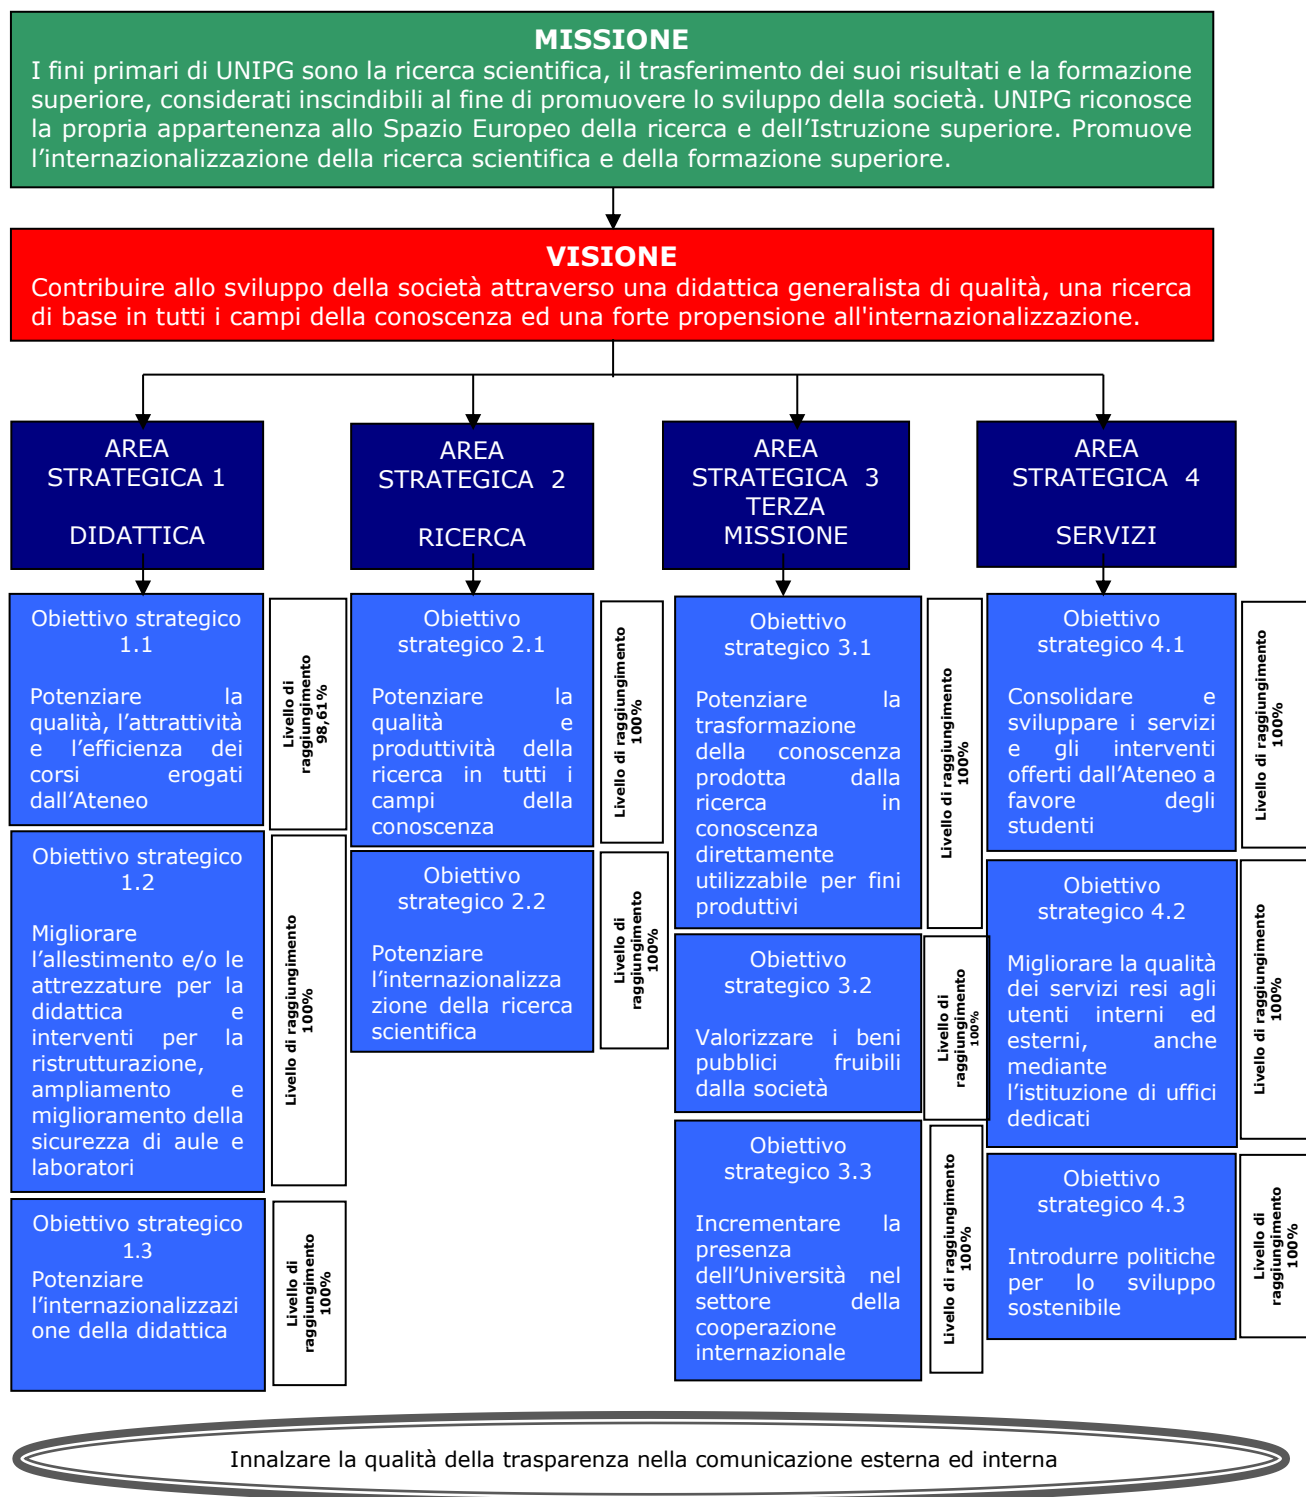 MISSIONE
I fini primari di UNIPG sono la ricerca scientifica, il trasferimento dei suoi risultati e la formazione
superiore, considerati inscindibili al fine di promuovere lo sviluppo della società. UNIPG riconosce
la propria appartenenza allo Spazio Europeo della ricerca e dell’Istruzione superiore. Promuove
l’internazionalizzazione della ricerca scientifica e della formazione superiore.
VISIONE
Contribuire allo sviluppo della società attraverso una didattica generalista di qualità, una ricerca
di base in tutti i campi della conoscenza ed una forte propensione all'internazionalizzazione.
AREA
STRATEGICA 1
DIDATTICA
Obiettivo strategico
1.1
Potenziare la
qualità, l’attrattività
e l’efficienza dei
corsi erogati
dall’Ateneo
Livello di
raggiungimento
98,61%
Obiettivo strategico
1.2
Migliorare
l’allestimento e/o le
attrezzature per la
didattica e
interventi per la
ristrutturazione,
ampliamento e
miglioramento della
sicurezza di aule e
laboratori
Livello di raggiungimento
100%
Obiettivo strategico
1.3
Potenziare
l’internazionalizzazi
one della didattica
Livello di
raggiungimento
100%
AREA
STRATEGICA 2
RICERCA
Obiettivo
strategico 2.1
Potenziare la
qualità e
produttività della
ricerca in tutti i
campi della
conoscenza
Livello di raggiungimento
100%
Obiettivo
strategico 2.2
Potenziare
l’internazionalizza
zione della ricerca
scientifica
Livello di
raggiungimento
100%
AREA
STRATEGICA 3
TERZA
MISSIONE
Obiettivo
strategico 3.1
Potenziare la
trasformazione
della conoscenza
prodotta dalla
ricerca in
conoscenza
direttamente
utilizzabile per fini
produttivi
Livello di raggiungimento
100%
Obiettivo
strategico 3.2
Valorizzare i beni
pubblici fruibili
dalla società
Livello di
raggiungimento
100%
Obiettivo
strategico 3.3
Incrementare la
presenza
dell’Università nel
settore della
cooperazione
internazionale
Livello di raggiungimento
100%
AREA
STRATEGICA 4
SERVIZI
Obiettivo
strategico 4.1
Consolidare e
sviluppare i servizi
e gli interventi
offerti dall’Ateneo a
favore degli
studenti
Livello di raggiungimento
100%
Obiettivo
strategico 4.2
Migliorare la qualità
dei servizi resi agli
utenti interni ed
esterni, anche
mediante
l’istituzione di uffici
dedicati
Livello di raggiungimento
100%
Obiettivo
strategico 4.3
Introdurre politiche
per lo sviluppo
sostenibile
Livello di
raggiungimento
100%
Innalzare la qualità della trasparenza nella comunicazione esterna ed interna